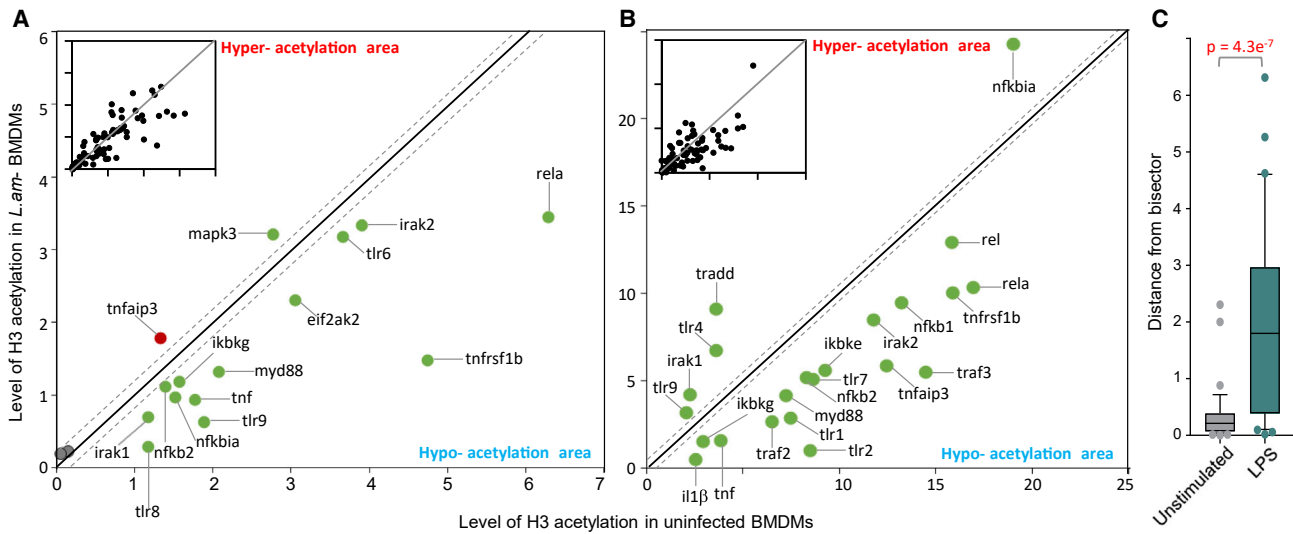 A
B
C
Level of H3 acetylation in L.am- BMDMs
6
5
4
3
2
1
0
Hyper- acetylation area
rela
mapk3
irak2
tlr6
tnfaip3
eif2ak2
ikbkg
myd88
tnfrsf1b
tnf
tlr9
irak1
nfkb2
nfkbia
tlr8
Hypo- acetylation area
0
1
2
3
4
5
6
7
20
15
10
5
0
Hyper- acetylation area
nfkbia
rel
rela
tradd
tnfrsf1b
tlr4
nfkb1
irak2
irak1
ikbke
tlr9
tlr7
tnfaip3
traf3
nfkb2
ikbkg
myd88
tlr1
traf2
tlr2
il1β
tnf
Hypo- acetylation area
0
10
15
20
25
Level of H3 acetylation in uninfected BMDMs
Distance from bisector
p = 4.3e-7
6
5
4
3
2
1
0
Unstimulated
LPS